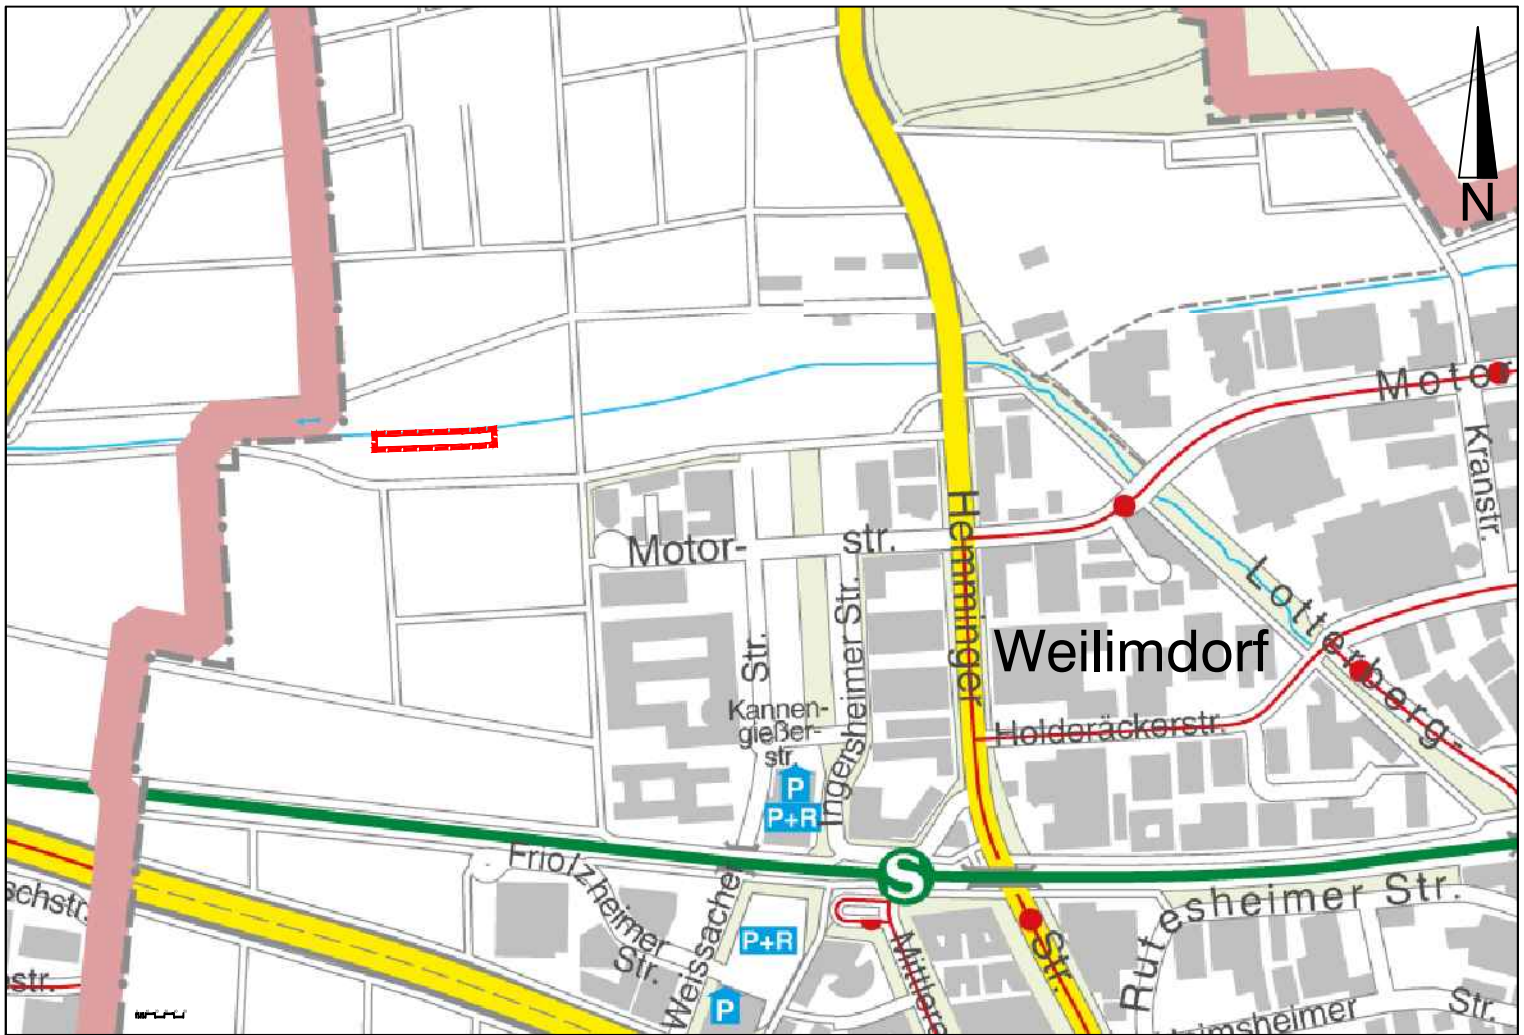 N
Motor
Kranstr.
Motor-
str.
Hemminger
Lotterberg-
Weilimdorf
Str.
Ingersheimer Str.
Kannen-
gießer-
str.
Holderäckerstr.
P
P+R
S
Friolzheimer
Str.
Weissacher
P+R
P
Mittlere
Str.
Rutesheimer Str.
schstr.
str.
Str.